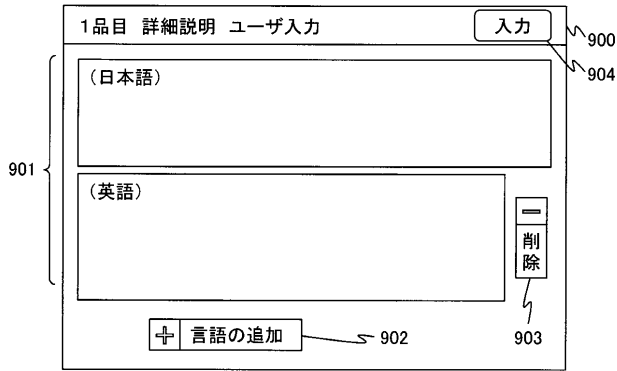 1品目 詳細説明 ユーザ入力
入力
900
904
(日本語)
901
(英語)
－
削除
903
＋ 言語の追加
902